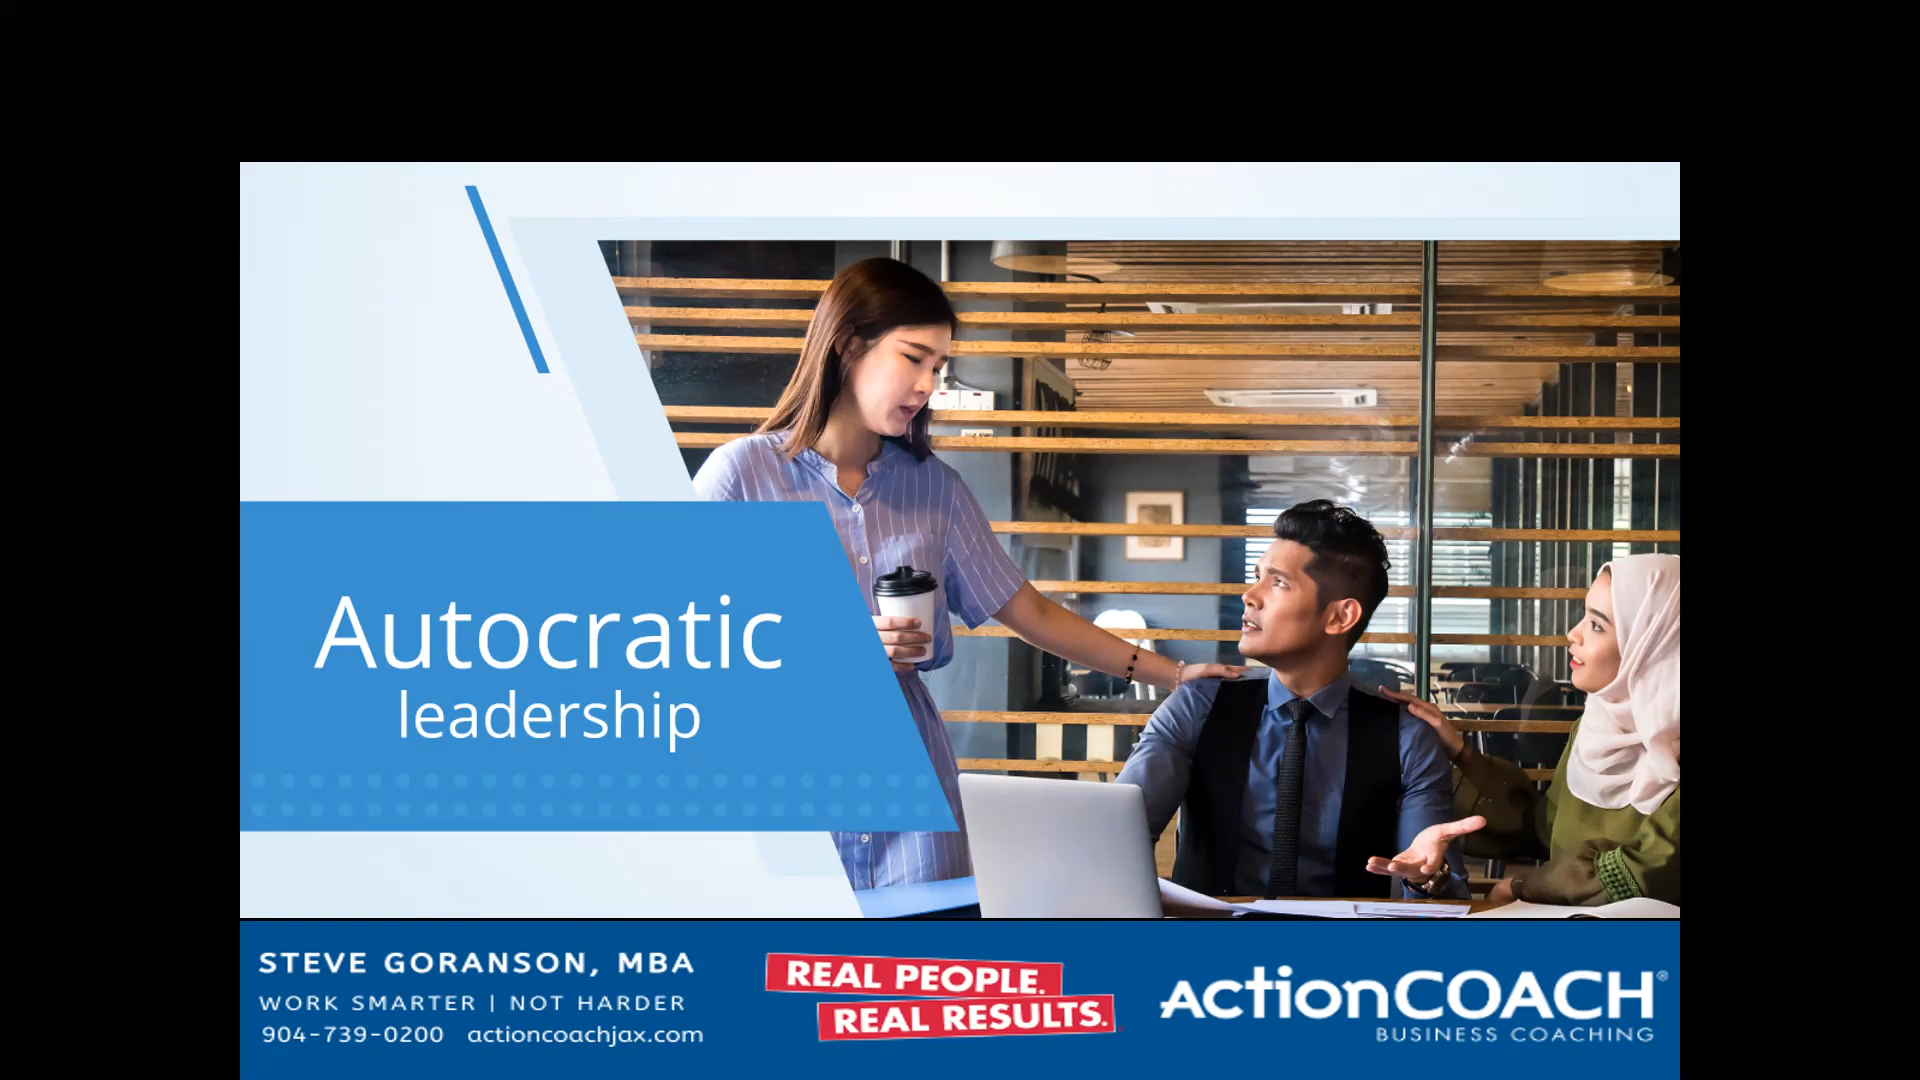 Autocratic
leadership
STEVE GORANSON, MBA
WORK SMARTER | NOT HARDER
904-739-0200 actioncoachjax.com
REAL PEOPLE.
REAL RESULTS.
ActionCOACH®
BUSINESS COACHING